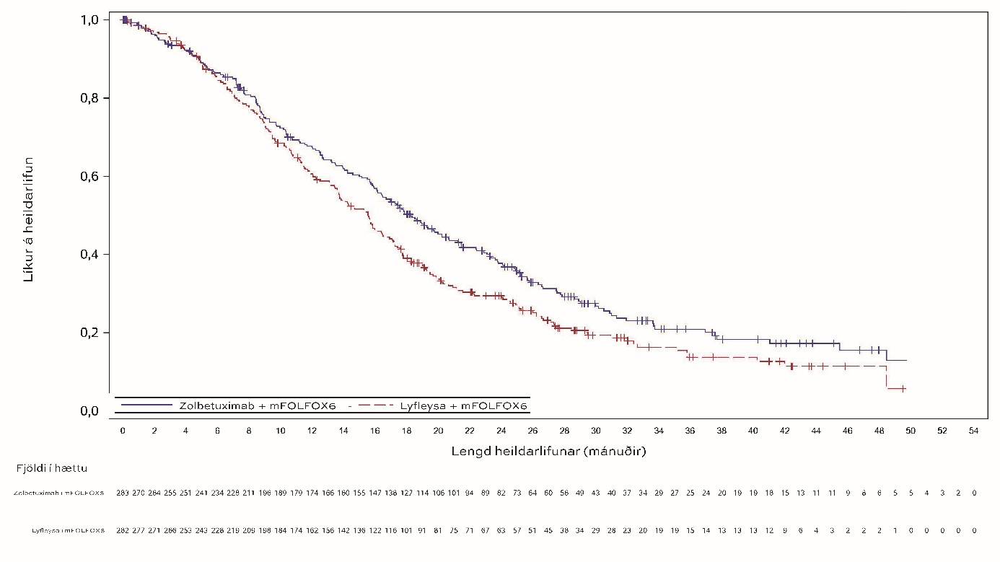 1,0
0,8
0,6
0,4
0,2
0,0
Líkur á heildarlifun
Zolbetuximab + mFOLFOX6 - Lyfleysa + mFOLFOX6
0 2 4 6 8 10 12 14 16 18 20 22 24 26 28 30 32 34 36 38 40 42 44 46 48 50 52 54
Lengd heildarlifunar (mánuðir)
Fjöldi í hættu
Zolbetuximab+mFOLFOX6 283 270 264 255 251 241 234 228 211 196 189 179 174 166 160 155 147 138 127 114 106 101 94 89 82 73 64 60 56 49 43 40 37 34 29 27 25 24 20 19 19 18 15 13 11 11 9 8 6 5 5 4 3 2 0
Lyfleysa+mFOLFOX6 282 277 271 266 253 243 228 219 209 198 184 174 162 156 142 136 122 116 101 91 81 75 71 67 63 57 51 45 38 34 29 28 23 20 19 19 15 14 13 13 13 12 9 6 4 3 2 2 2 1 0 0 0 0 0